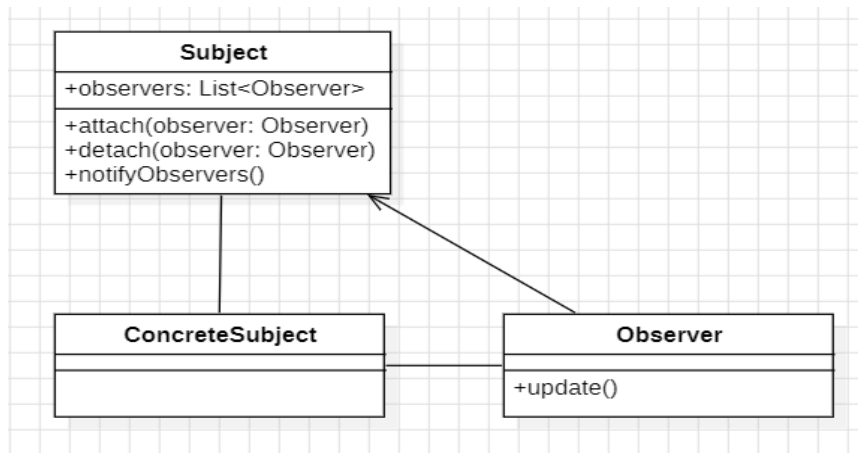 Subject
+observers: List<Observer>
+attach(observer: Observer)
+detach(observer: Observer)
+notifyObservers()
ConcreteSubject
Observer
+update()